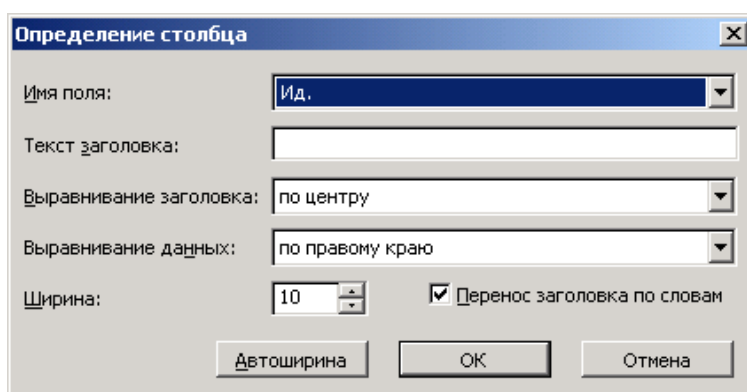 Определение столбца
Имя поля: Ид.
Текст заголовка:
Выравнивание заголовка: по центру
Выравнивание данных: по правому краю
Ширина: 10 Перенос заголовка по словам
Автоширина ОК Отмена